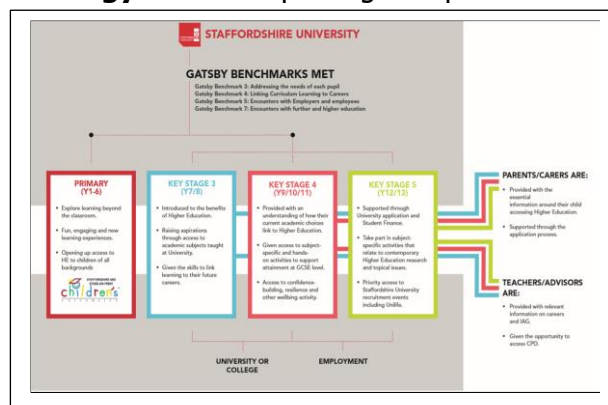 STAFFORDSHIRE UNIVERSITY
GATSBY BENCHMARKS MET
Gatsby Benchmark 3: Addressing the needs of each pupil
Gatsby Benchmark 4: Linking Curriculum Learning to Careers
Gatsby Benchmark 5: Encounters with Employers and employees
Gatsby Benchmark 7: Encounters with further and higher education
PRIMARY
(Y1-6)
• Explore learning beyond
the classroom.
• Fun, engaging and new
learning experiences.
• Opening up access to
HE to children of all
backgrounds
children's
KEY STAGE 3
(Y7/8)
• Introduced to the benefits
of Higher Education.
• Raising aspirations through
access to academic
subjects taught
at University.
• Given the skills to link
learning to their future
careers.
KEY STAGE 4
(Y9/10/11)
• Provided with an
understanding of how their
current academic choices
link to Higher Education.
• Given access to subject-
specific and hands-
on activities to support
attainment at GCSE level.
• Access to confidence-
building, resilience and
other wellbeing activity.
KEY STAGE 5
(Y12/13)
• Supported through
University application and
Student Finance.
• Take part in subject-
specific activities that
relate to contemporary
Higher Education research
and topical issues.
• Priority access to
Staffordshire University
recruitment events
including Unilife.
PARENTS/CARERS ARE:
• Provided with the
essential
information around their child
accessing Higher Education.
• Supported through the
application process.
TEACHERS/ADVISORS
ARE:
• Provided with relevant
information on careers
and IAG.
• Given the opportunity to
access CPD.
UNIVERSITY OR
COLLEGE
EMPLOYMENT